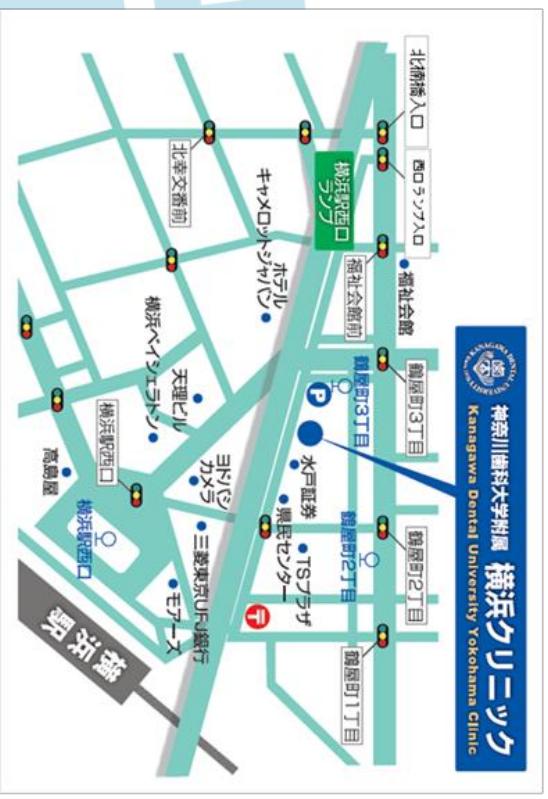 KANAGAWA DENTAL UNIVERSITY
神奈川歯科大学附属 横浜クリニック
Kanagawa Dental University Yokohama Clinic
北楠橋入口
西口ランプ入口
福祉会館前
福祉会館
鶴屋町3丁目
鶴屋町2丁目
鶴屋町1丁目
横浜駅西口
ランプ
P
鶴屋町3丁目
鶴屋町2丁目
水戸証券
県民センター
TSプラザ
〒
北幸交番前
ホテル
キャメロットジャパン
横浜ベイシェラトン
天理ビル
ヨドバシ
カメラ
三菱東京UFJ銀行
モアーズ
横浜駅西口
高島屋
横浜駅西口
横浜駅